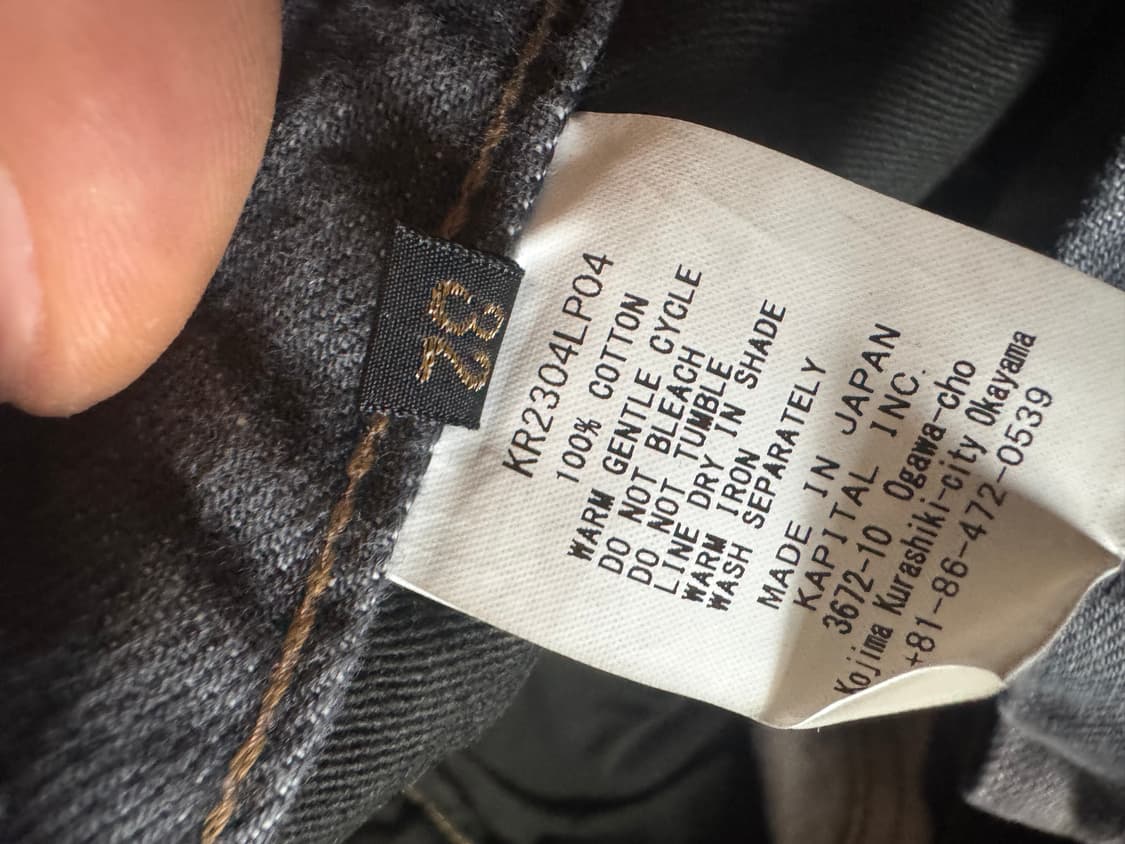 32
KR2304LP04
100% COTTON
WARM GENTLE CYCLE
DO NOT BLEACH
DO NOT TUMBLE
LINE DRY IN SHADE
WARM IRON
WASH SEPARATELY
MADE IN JAPAN
KAPITAL INC.
3672-10 Ogawa-cho
Kojima Kurashiki-city Okayama
+81-86-472-0539